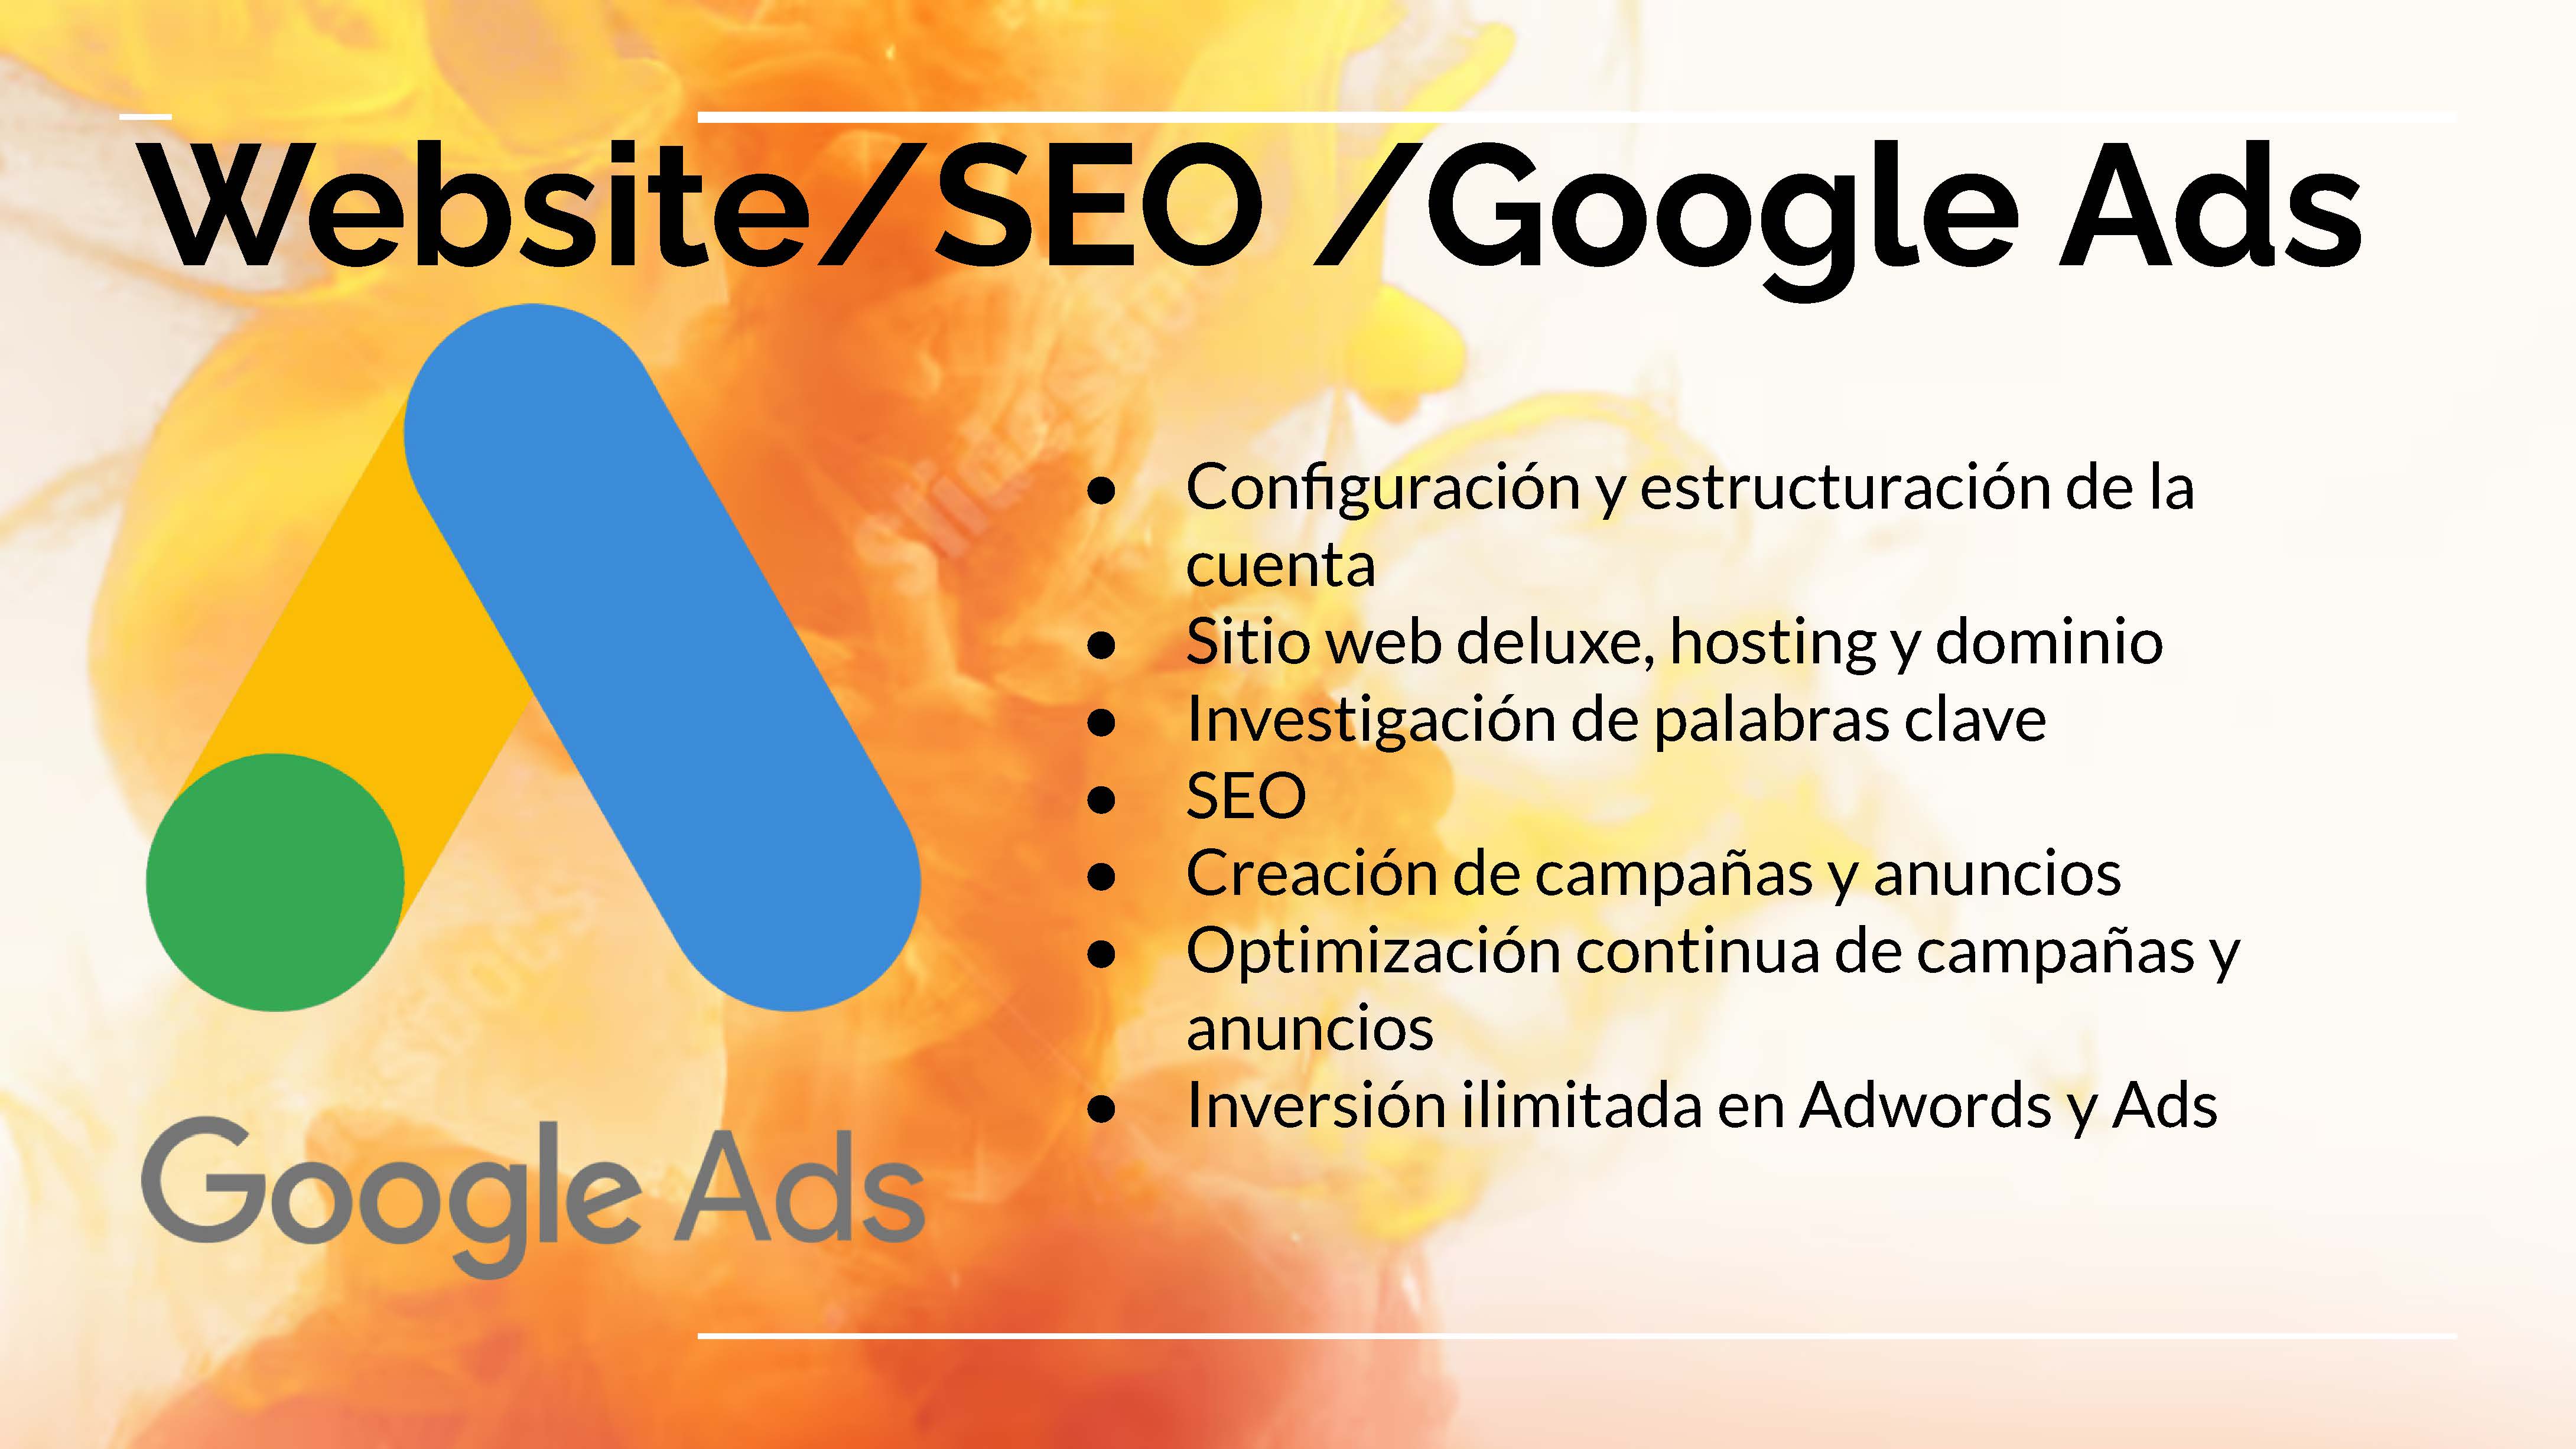 Website/SEO /Google Ads
● Configuración y estructuración de la
cuenta
● Sitio web deluxe, hosting y dominio
● Investigación de palabras clave
● SEO
● Creación de campañas y anuncios
● Optimización continua de campañas y
anuncios
● Inversión ilimitada en Adwords y Ads
Google Ads